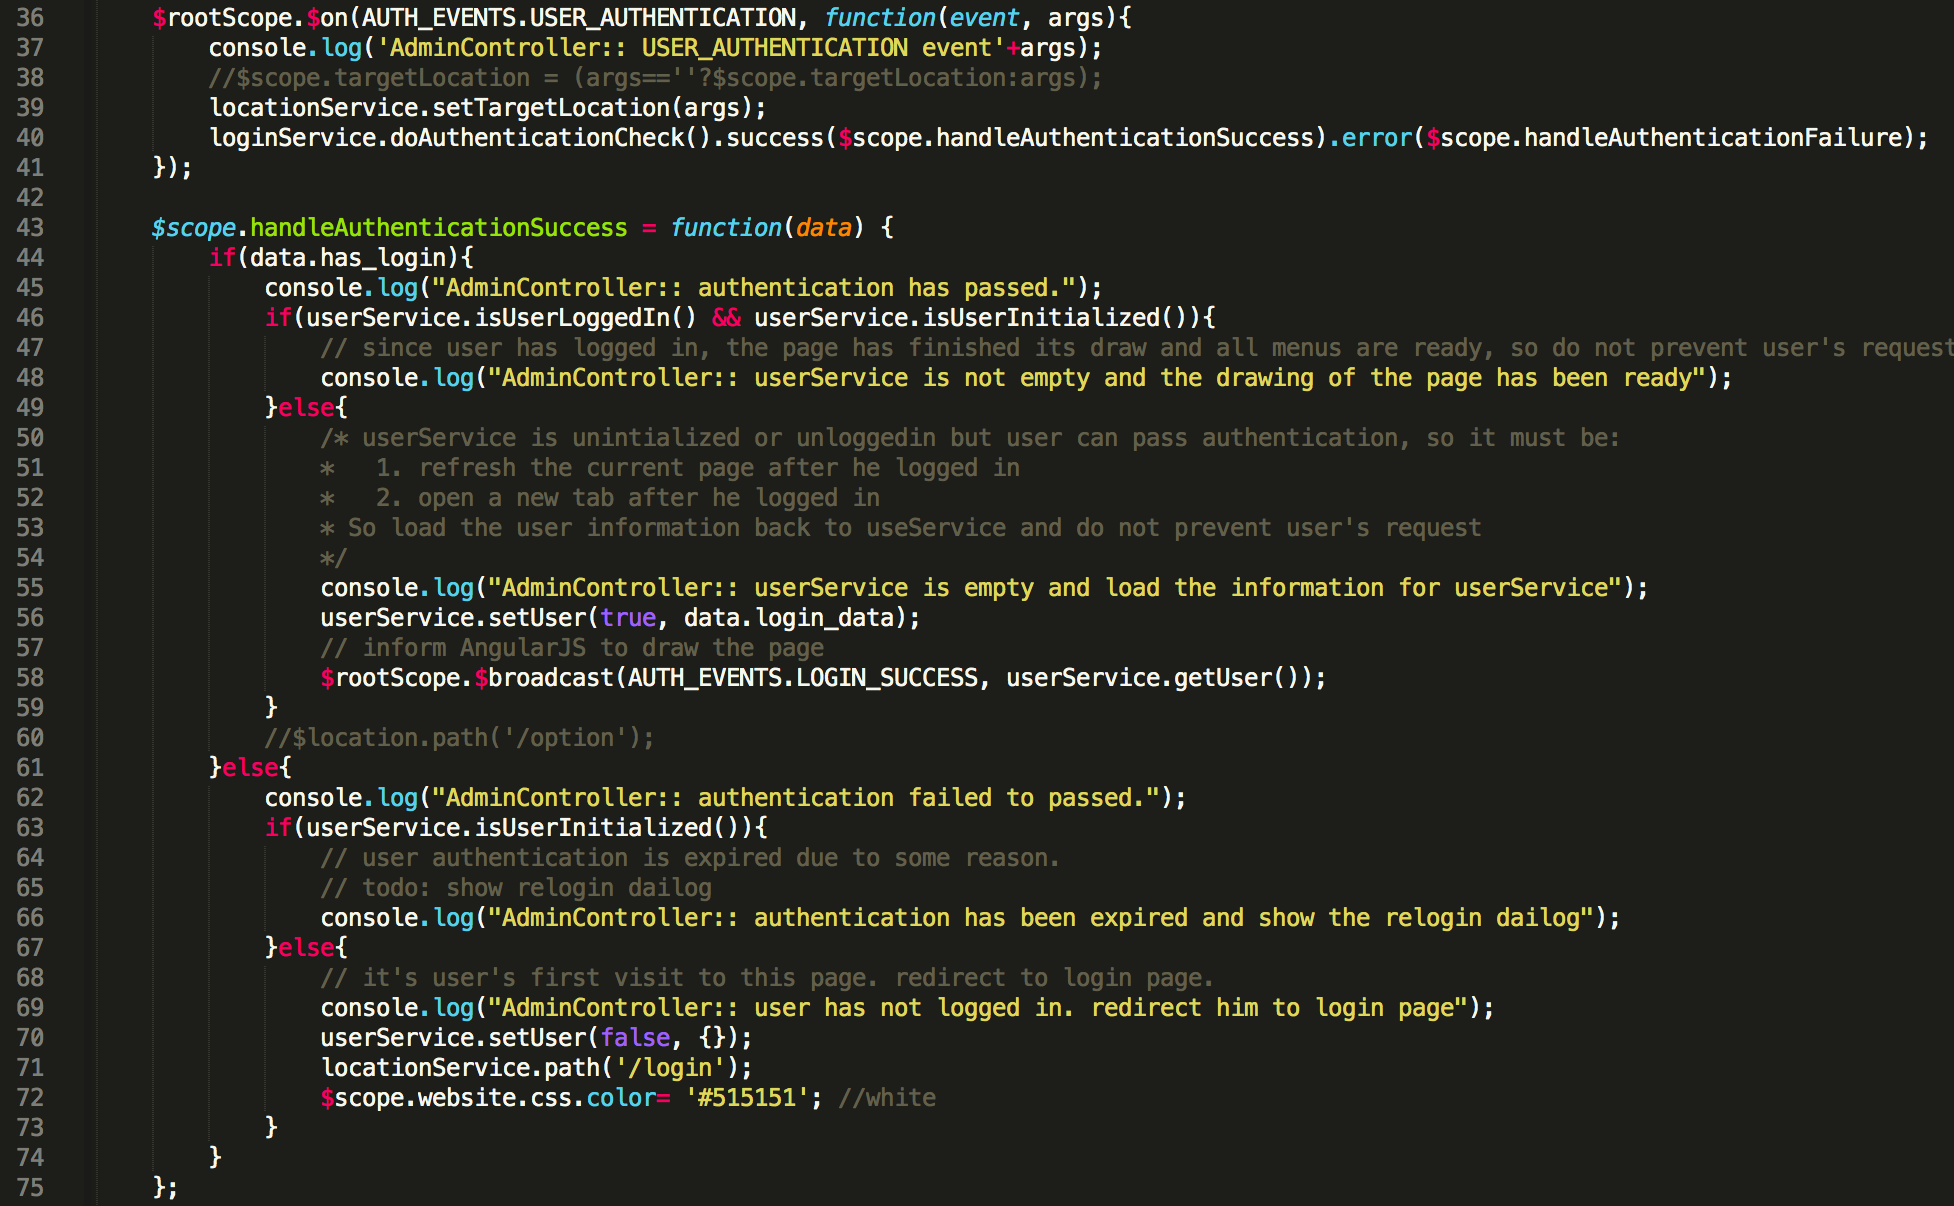 36 $rootScope.$on(AUTH_EVENTS.USER_AUTHENTICATION, function(event, args){
37 console.log('AdminController:: USER_AUTHENTICATION event'+args);
38 //$scope.targetLocation = (args==''?$scope.targetLocation:args);
39 locationService.setTargetLocation(args);
40 loginService.doAuthenticationCheck().success($scope.handleAuthenticationSuccess).error($scope.handleAuthenticationFailure);
41 });
42
43 $scope.handleAuthenticationSuccess = function(data) {
44 if(data.has_login){
45 console.log("AdminController:: authentication has passed.");
46 if(userService.isUserLoggedIn() && userService.isUserInitialized()){
47 // since user has logged in, the page has finished its draw and all menus are ready, so do not prevent user's request
48 console.log("AdminController:: userService is not empty and the drawing of the page has been ready");
49 }else{
50 /* userService is unintialized or unloggedin but user can pass authentication, so it must be:
51 *   1. refresh the current page after he logged in
52 *   2. open a new tab after he logged in
53 * So load the user information back to useService and do not prevent user's request
54 */
55 console.log("AdminController:: userService is empty and load the information for userService");
56 userService.setUser(true, data.login_data);
57 // inform AngularJS to draw the page
58 $rootScope.$broadcast(AUTH_EVENTS.LOGIN_SUCCESS, userService.getUser());
59 }
60 //$location.path('/option');
61 }else{
62 console.log("AdminController:: authentication failed to passed.");
63 if(userService.isUserInitialized()){
64 // user authentication is expired due to some reason.
65 // todo: show relogin dailog
66 console.log("AdminController:: authentication has been expired and show the relogin dailog");
67 }else{
68 // it's user's first visit to this page. redirect to login page.
69 console.log("AdminController:: user has not logged in. redirect him to login page");
70 userService.setUser(false, {});
71 locationService.path('/login');
72 $scope.website.css.color= '#515151'; //white
73 }
74 }
75 };